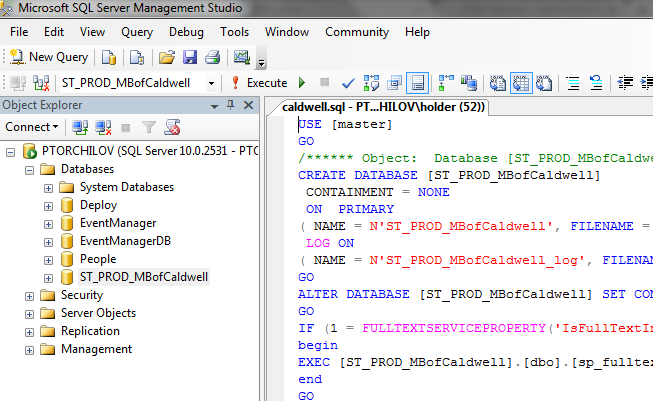 Microsoft SQL Server Management Studio
File Edit View Query Debug Tools Window Community Help
New Query
ST_PROD_MBofCaldwell Execute
Object Explorer
Connect
PTORCHILOV (SQL Server 10.0.2531 - PTO
Databases
System Databases
Deploy
EventManager
EventManagerDB
People
ST_PROD_MBofCaldwell
Security
Server Objects
Replication
Management
caldwell.sql - PT...HILOV\holder (52))
USE [master]
GO
/****** Object:  Database [ST_PROD_MBofCaldwe
CREATE DATABASE [ST_PROD_MBofCaldwell]
CONTAINMENT = NONE
ON  PRIMARY
( NAME = N'ST_PROD_MBofCaldwell', FILENAME =
LOG ON
( NAME = N'ST_PROD_MBofCaldwell_log', FILENAM
GO
ALTER DATABASE [ST_PROD_MBofCaldwell] SET COM
GO
IF (1 = FULLTEXTSERVICEPROPERTY('IsFullTextIn
begin
EXEC [ST_PROD_MBofCaldwell].[dbo].[sp_fulltex
end
GO